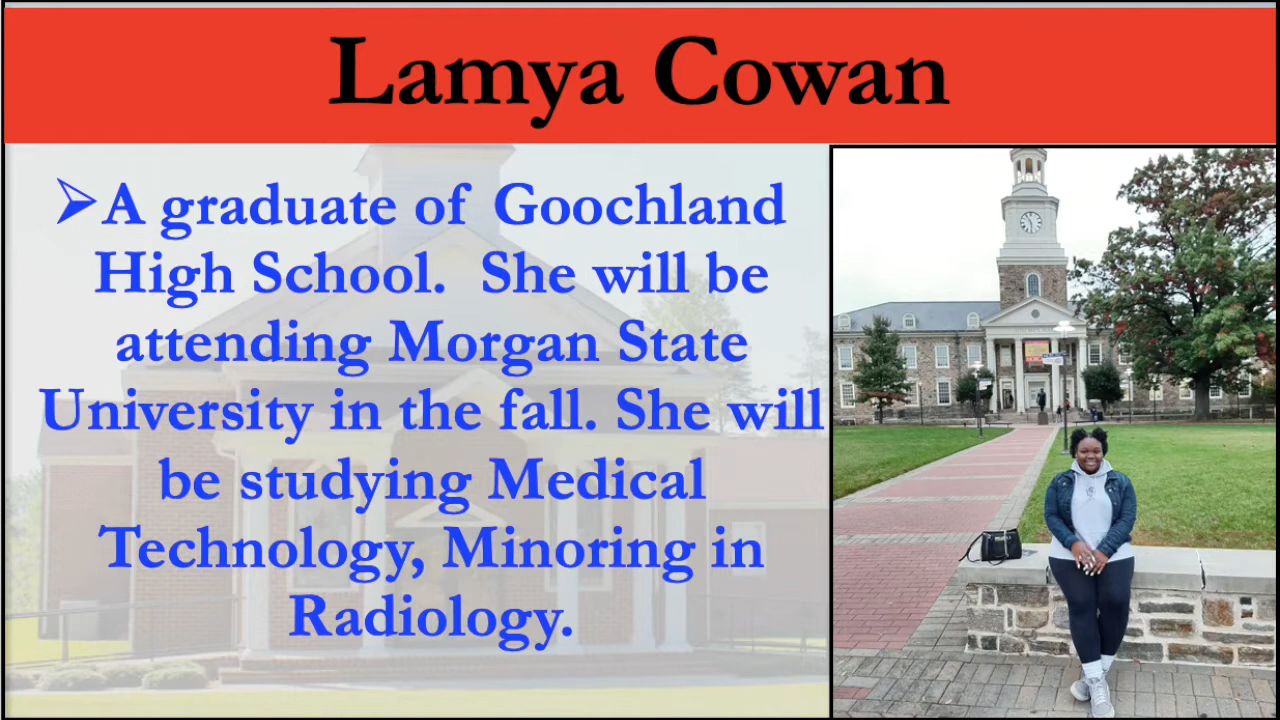 Lamya Cowan
➢A graduate of Goochland
High School. She will be
attending Morgan State
University in the fall. She will
be studying Medical
Technology, Minoring in
Radiology.